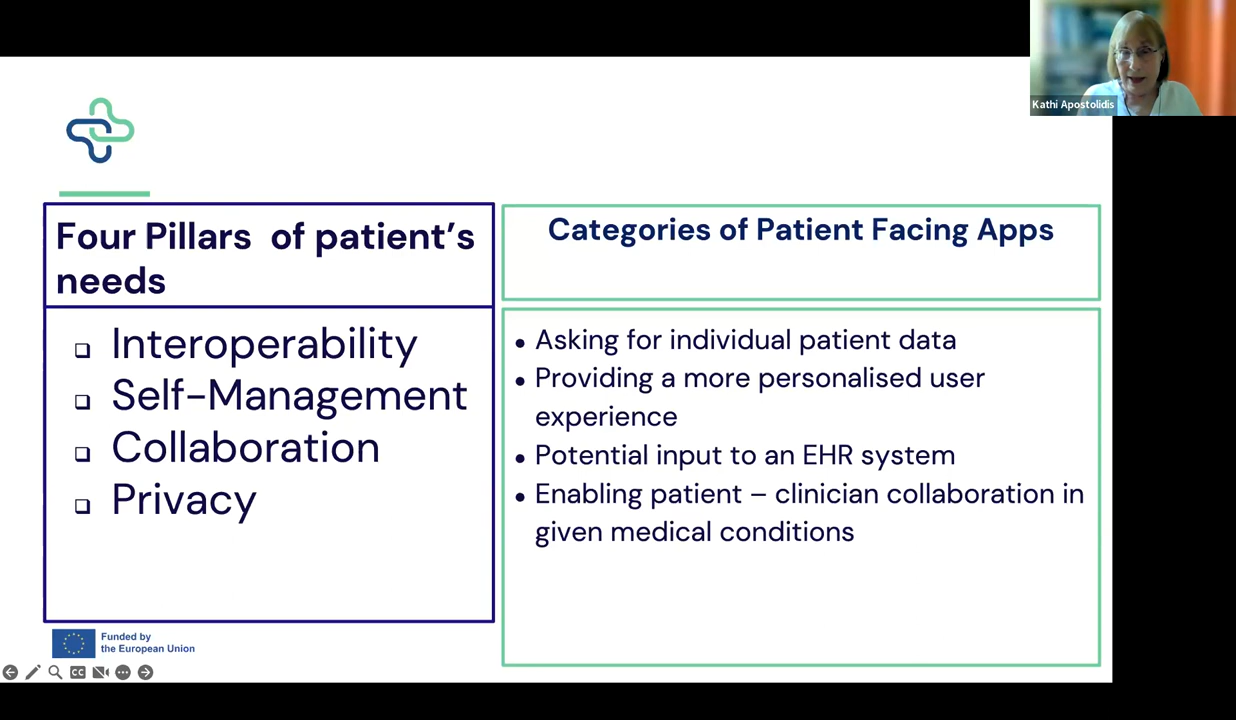 Kathi Apostolidis
Four Pillars of patient's
needs
Categories of Patient Facing Apps
❑ Interoperability
❑ Self-Management
❑ Collaboration
❑ Privacy
• Asking for individual patient data
• Providing a more personalised user
experience
• Potential input to an EHR system
• Enabling patient – clinician collaboration in
given medical conditions
Funded by
the European Union
CC